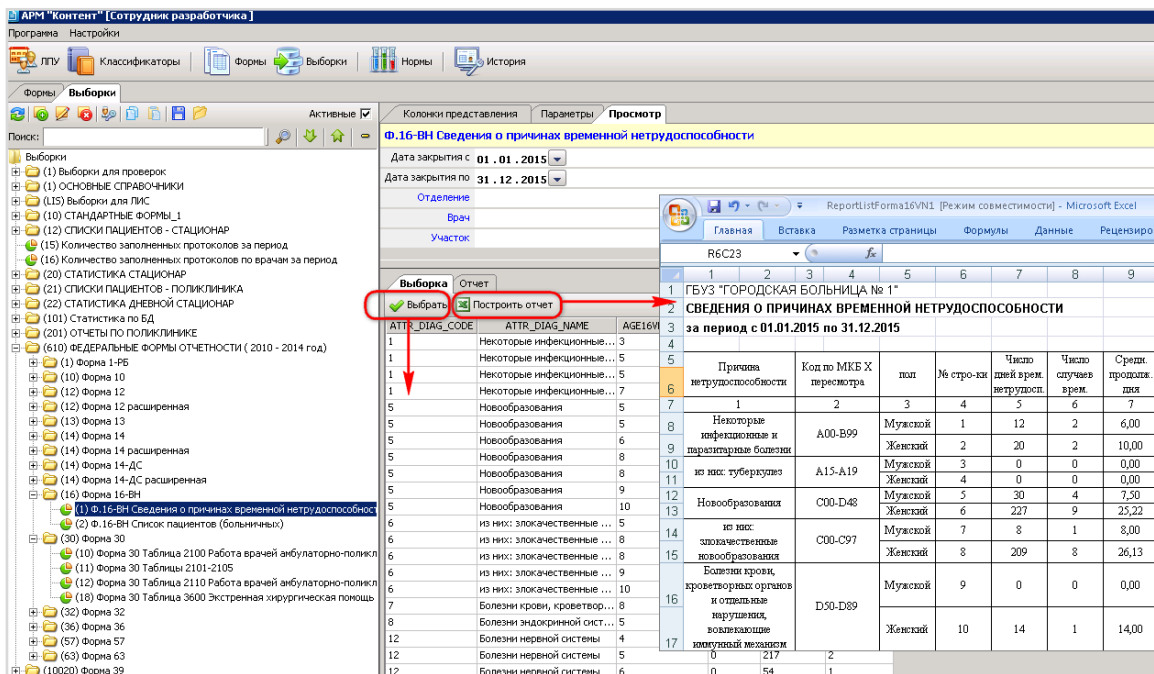 АРМ "Контент" [Сотрудник разработчика ]
Программа Настройки
ЛПУ Классификаторы Формы Выборки Нормы История
Формы Выборки
Активные
Поиск:
Выборки
(1) Выборки для проверок
(1) ОСНОВНЫЕ СПРАВОЧНИКИ
(LIS) Выборки для ЛИС
(10) СТАНДАРТНЫЕ ФОРМЫ_1
(12) СПИСКИ ПАЦИЕНТОВ - СТАЦИОНАР
(15) Количество заполненных протоколов за период
(16) Количество заполненных протоколов по врачам за период
(20) СТАТИСТИКА СТАЦИОНАР
(21) СПИСКИ ПАЦИЕНТОВ - ПОЛИКЛИНИКА
(22) СТАТИСТИКА ДНЕВНОЙ СТАЦИОНАР
(101) Статистика по БД
(201) ОТЧЕТЫ ПО ПОЛИКЛИНИКЕ
(610) ФЕДЕРАЛЬНЫЕ ФОРМЫ ОТЧЕТНОСТИ ( 2010 - 2014 год)
(1) Форма 1-РБ
(10) Форма 10
(12) Форма 12
(12) Форма 12 расширенная
(13) Форма 13
(14) Форма 14
(14) Форма 14 расширенная
(14) Форма 14-ДС
(14) Форма 14-ДС расширенная
(16) Форма 16-ВН
(1) Ф.16-ВН Сведения о причинах временной нетрудоспособност
(2) Ф.16-ВН Список пациентов (больничных)
(30) Форма 30
(10) Форма 30 Таблица 2100 Работа врачей амбулаторно-поликл
(11) Форма 30 Таблицы 2101-2105
(12) Форма 30 Таблица 2110 Работа врачей амбулаторно-поликл
(18) Форма 30 Таблица 3600 Экстренная хирургическая помощь
(32) Форма 32
(36) Форма 36
(57) Форма 57
(63) Форма 63
(10020) Форма 39
Колонки представления Параметры Просмотр
Ф.16-ВН Сведения о причинах временной нетрудоспособности
Дата закрытия с 01 . 01 . 2015
Дата закрытия по 31 . 12 . 2015
Отделение
Врач
Участок
Выборка Отчет
Выбрать Построить отчет
ATTR_DIAG_CODE ATTR_DIAG_NAME AGE16V
1 Некоторые инфекционные... 3
1 Некоторые инфекционные... 5
1 Некоторые инфекционные... 5
1 Некоторые инфекционные... 7
5 Новообразования 5
5 Новообразования 5
5 Новообразования 6
5 Новообразования 8
5 Новообразования 8
5 Новообразования 9
5 Новообразования 10
6 из них: злокачественные ... 5
6 из них: злокачественные ... 8
6 из них: злокачественные ... 8
6 из них: злокачественные ... 9
6 из них: злокачественные ... 10
7 Болезни крови, кроветвор... 8
8 Болезни эндокринной сист... 5
12 Болезни нервной системы 4
12 Болезни нервной системы 5 0 217 2
12 Болезни нервной системы 6 0 54 1
ReportListForma16VN1 [Режим совместимости] - Microsoft Excel
Главная Вставка Разметка страницы Формулы Данные Рецензиро
R6C23 fx
1 2 3 4 5 6 7 8 9
1 ГБУЗ "ГОРОДСКАЯ БОЛЬНИЦА № 1"
2 СВЕДЕНИЯ О ПРИЧИНАХ ВРЕМЕННОЙ НЕТРУДОСПОСОБНОСТИ
3 за период с 01.01.2015 по 31.12.2015
4
5
6
Причина нетрудоспособности
Код по МКБ X пересмотра
пол
№ стро-ки
Число дней врем. нетрудосп.
Число случаев врем.
Средн. продолж. дня
7 1 2 3 4 5 6 7
Некоторые инфекционные и паразитарные болезни A00-B99
8 Мужской 1 12 2 6,00
9 Женский 2 20 2 10,00
из них: туберкулез A15-A19
10 Мужской 3 0 0 0,00
11 Женский 4 0 0 0,00
Новообразования C00-D48
12 Мужской 5 30 4 7,50
13 Женский 6 227 9 25,22
из них: злокачественные новообразования C00-C97
14 Мужской 7 8 1 8,00
15 Женский 8 209 8 26,13
Болезни крови, кроветворных органов и отдельные нарушения, вовлекающие иммунный механизм D50-D89
16 Мужской 9 0 0 0,00
17 Женский 10 14 1 14,00